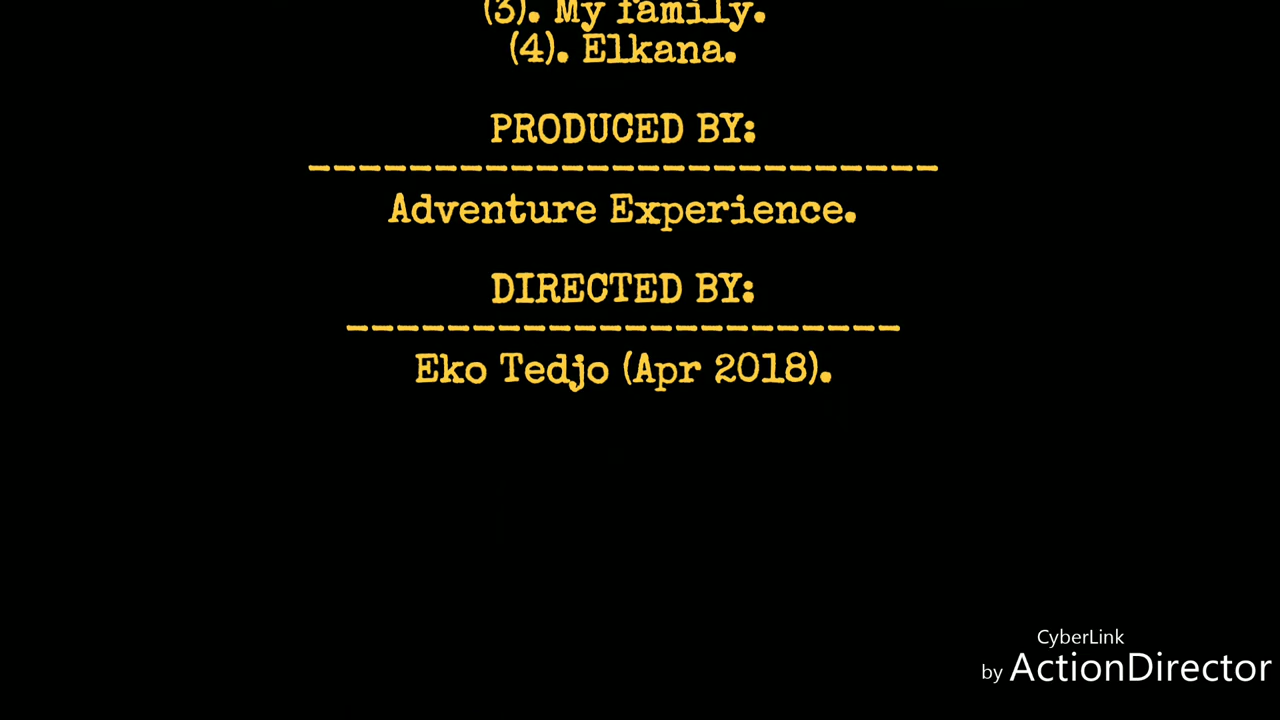 (3). My family.
(4). Elkana.
PRODUCED BY:
-------------------------
Adventure Experience.
DIRECTED BY:
----------------------
Eko Tedjo (Apr 2018).
CyberLink
by ActionDirector